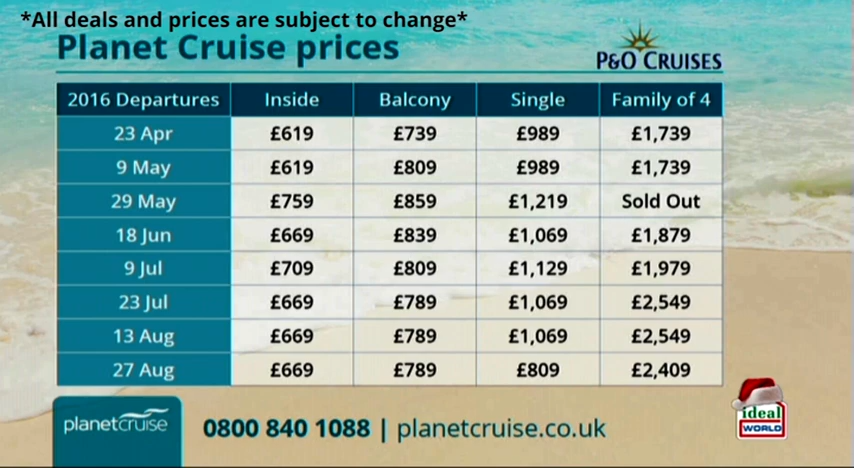 *All deals and prices are subject to change*
Planet Cruise prices
P&O CRUISES
2016 Departures Inside Balcony Single Family of 4
23 Apr £619 £739 £989 £1,739
9 May £619 £809 £989 £1,739
29 May £759 £859 £1,219 Sold Out
18 Jun £669 £839 £1,069 £1,879
9 Jul £709 £809 £1,129 £1,979
23 Jul £669 £789 £1,069 £2,549
13 Aug £669 £789 £1,069 £2,549
27 Aug £669 £789 £809 £2,409
planetcruise 0800 840 1088 | planetcruise.co.uk
ideal
WORLD